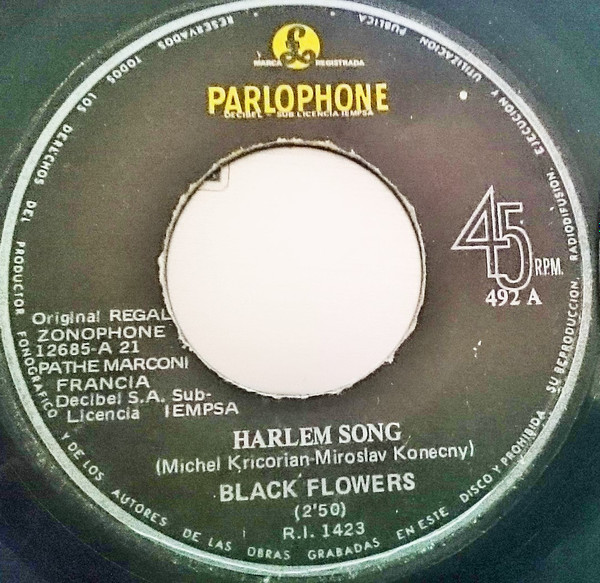 £
MARCA REGISTRADA
PARLOPHONE
DECIBEL - SUB LICENCIA IEMPSA
45 R.P.M.
492 A
Original REGAL
ZONOPHONE
12685-A 21
PATHE MARCONI
FRANCIA
Decibel S.A. Sub-
Licencia IEMPSA
HARLEM SONG
(Michel Kricorian-Miroslav Konecny)
BLACK FLOWERS
(2'50)
R.I. 1423
TODOS LOS DERECHOS DEL PRODUCTOR FONOGRAFICO Y DE LOS AUTORES DE LAS OBRAS GRABADAS EN ESTE DISCO Y PROHIBIDA SU REPRODUCCION, RADIODIFUSION, EJECUCION Y UTILIZACION PUBLICA RESERVADOS